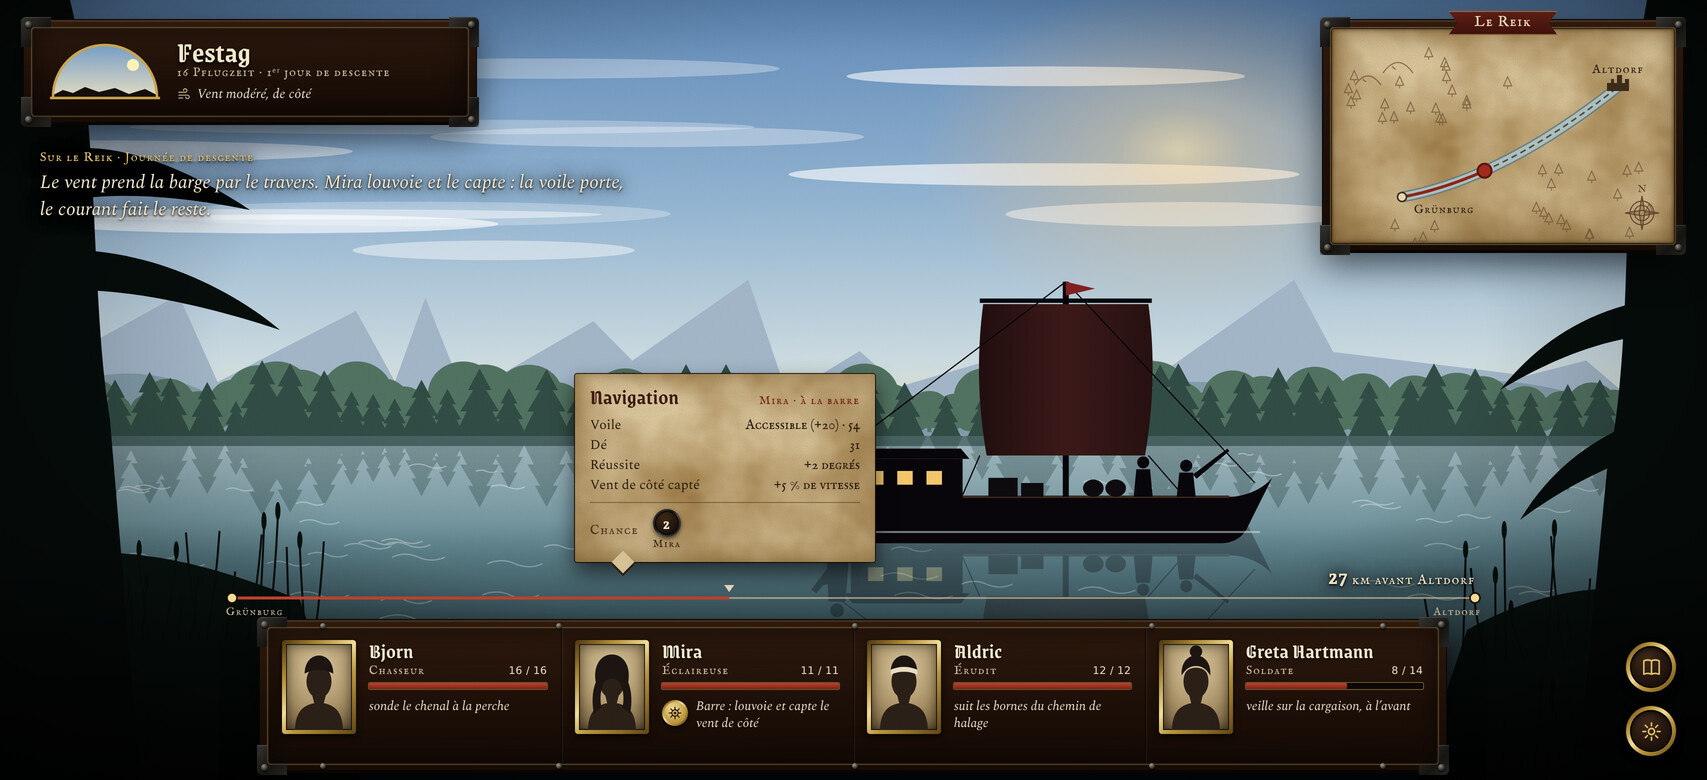 Festag
16 Pflugzeit · 1er jour de descente
Vent modéré, de côté
Sur le Reik · Journée de descente
Le vent prend la barge par le travers. Mira louvoie et le capte : la voile porte,
le courant fait le reste.
Le Reik
Altdorf
Grünburg
N
Navigation
Mira · à la barre
Voile Accessible (+20) · 54
Dé 31
Réussite +2 degrés
Vent de côté capté +5 % de vitesse
Chance 2
Mira
27 km avant Altdorf
Grünburg
Altdorf
Bjorn
Chasseur 16 / 16
sonde le chenal à la perche
Mira
Éclaireuse 11 / 11
Barre : louvoie et capte le
vent de côté
Aldric
Érudit 12 / 12
suit les bornes du chemin de
halage
Greta Hartmann
Soldate 8 / 14
veille sur la cargaison, à l'avant